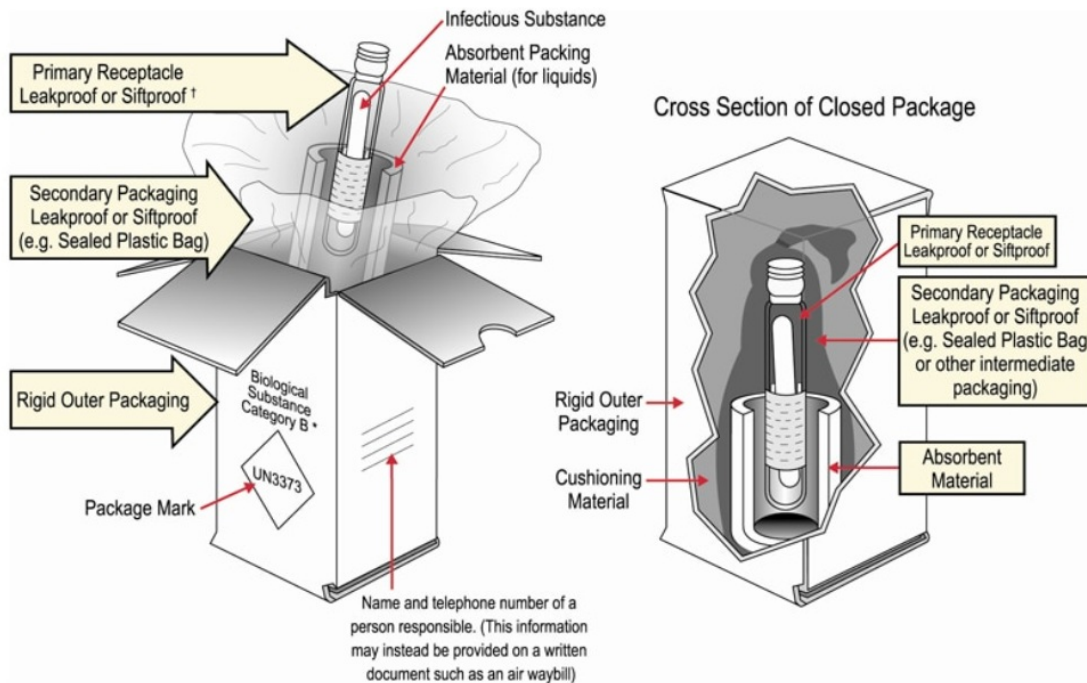 Infectious Substance
Absorbent Packing
Material (for liquids)
Primary Receptacle
Leakproof or Siftproof †
Secondary Packaging
Leakproof or Siftproof
(e.g. Sealed Plastic Bag)
Rigid Outer Packaging
Biological
Substance
Category B *
UN3373
Package Mark
Name and telephone number of a
person responsible. (This information
may instead be provided on a written
document such as an air waybill)
Cross Section of Closed Package
Primary Receptacle
Leakproof or Siftproof
Secondary Packaging
Leakproof or Siftproof
(e.g. Sealed Plastic Bag
or other intermediate
packaging)
Rigid Outer
Packaging
Cushioning
Material
Absorbent
Material